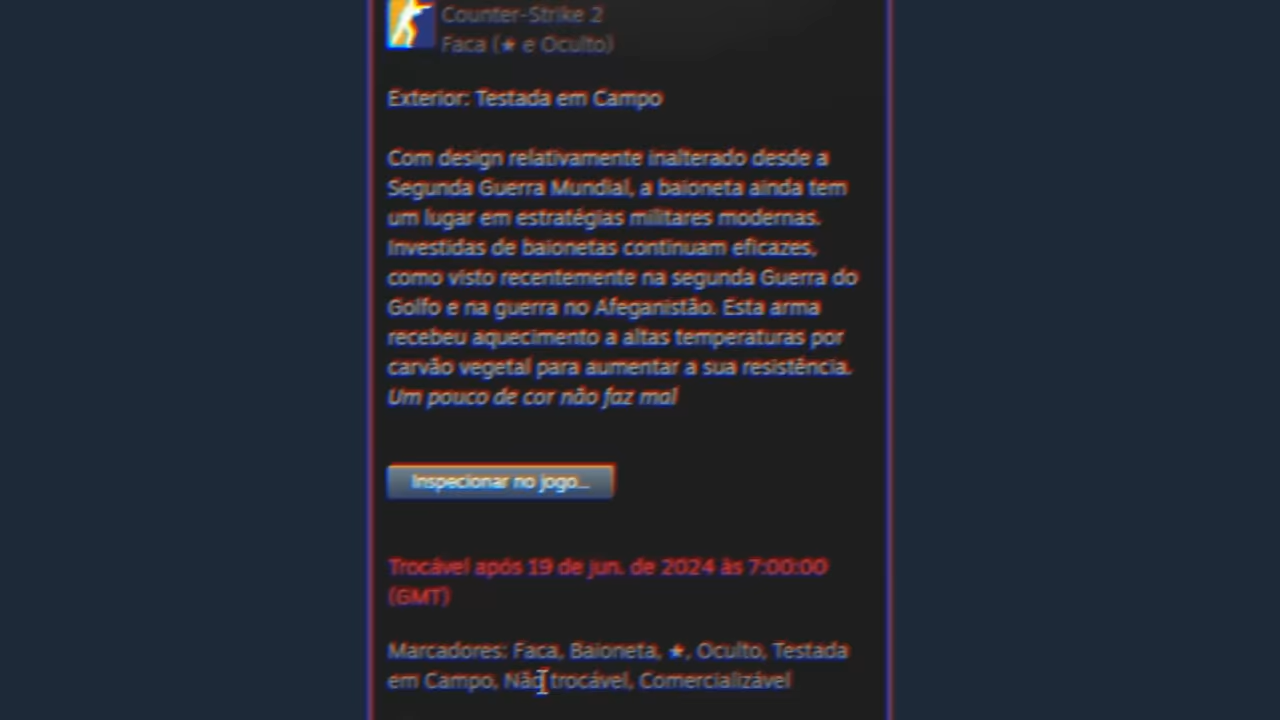 Counter-Strike 2
Faca (★ e Oculto)
Exterior: Testada em Campo
Com design relativamente inalterado desde a
Segunda Guerra Mundial, a baioneta ainda tem
um lugar em estratégias militares modernas.
Investidas de baionetas continuam eficazes,
como visto recentemente na segunda Guerra do
Golfo e na guerra no Afeganistão. Esta arma
recebeu aquecimento a altas temperaturas por
carvão vegetal para aumentar a sua resistência.
Um pouco de cor não faz mal
Inspecionar no jogo...
Trocável após 19 de jun. de 2024 às 7:00:00
(GMT)
Marcadores: Faca, Baioneta, ★, Oculto, Testada
em Campo, Não trocável, Comercializável